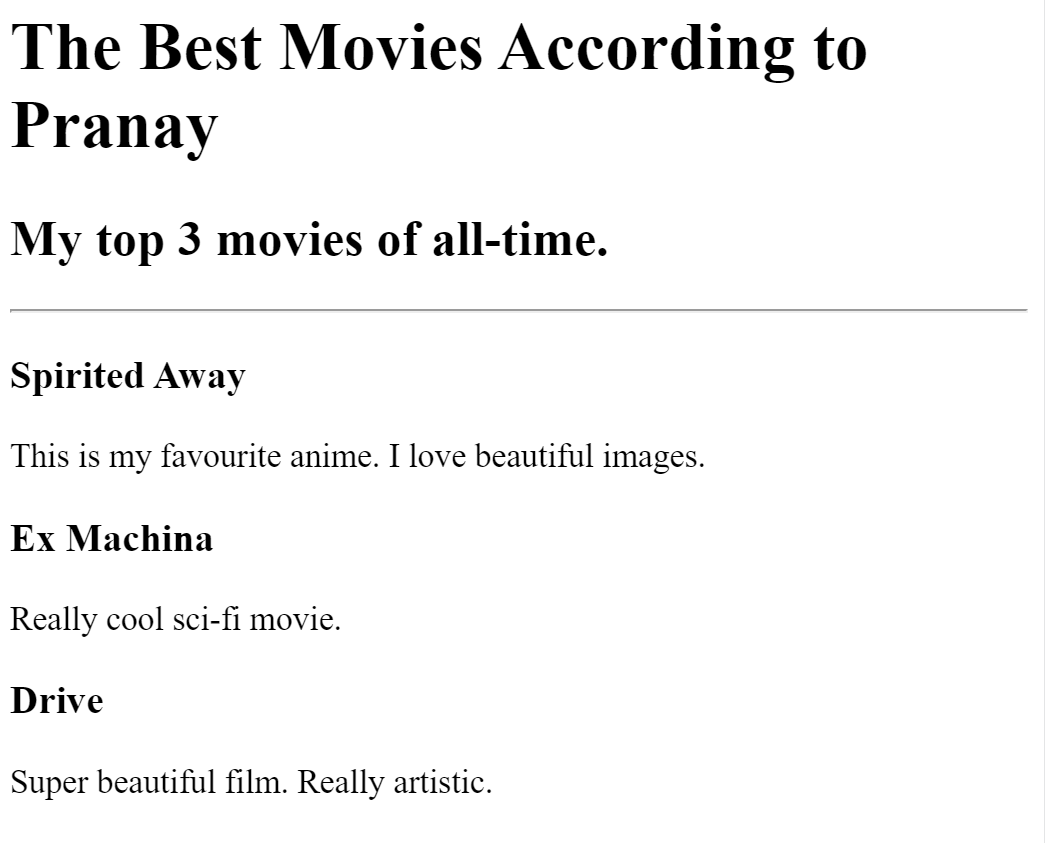 The Best Movies According to
Pranay
My top 3 movies of all-time.
Spirited Away
This is my favourite anime. I love beautiful images.
Ex Machina
Really cool sci-fi movie.
Drive
Super beautiful film. Really artistic.